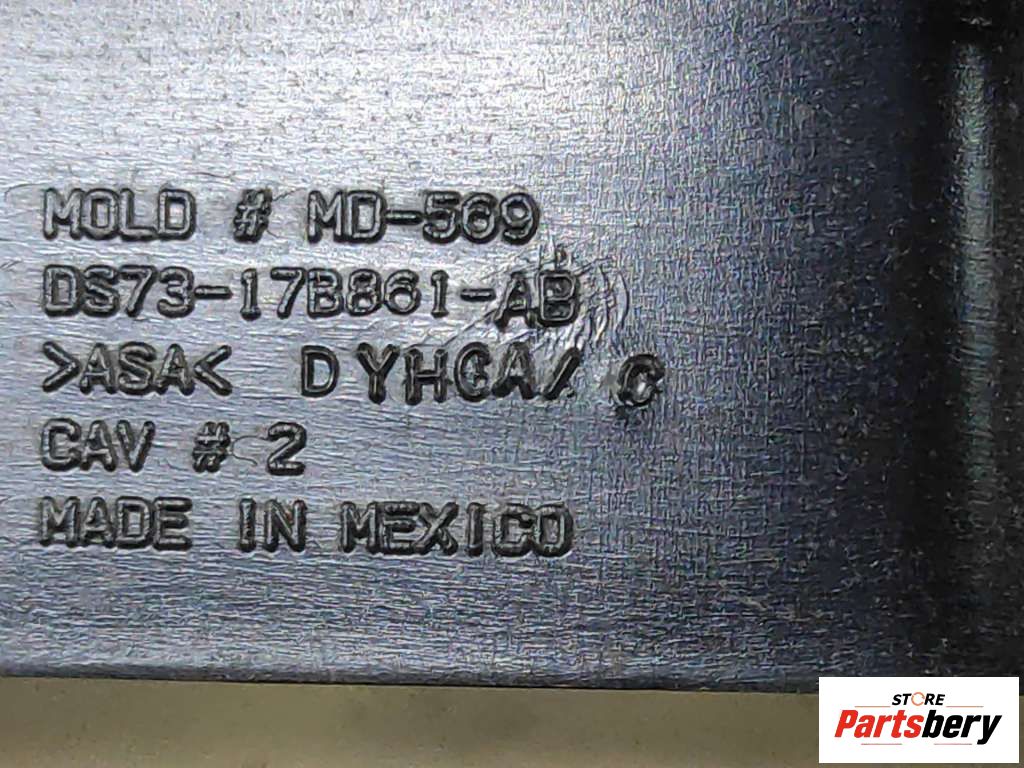 MOLD # MD-569
DS73-17B861-AB
>ASA< DYHCA/C
CAV # 2
MADE IN MEXICO
STORE
Partsbery